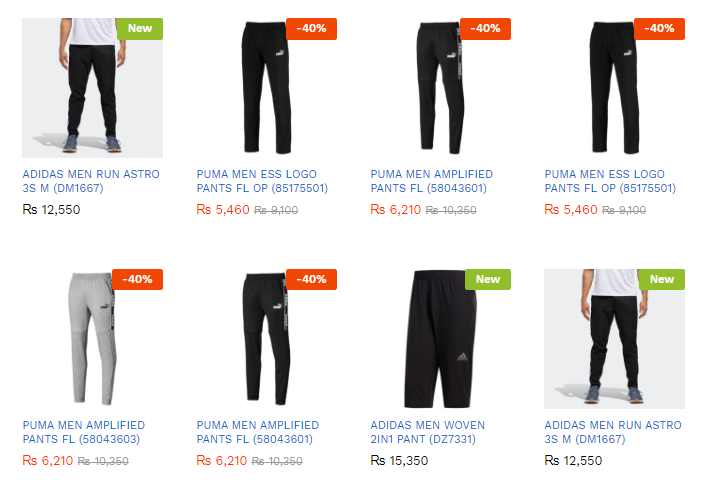 New
-40%
-40%
-40%
ADIDAS MEN RUN ASTRO
3S M (DM1667)
₨ 12,550
PUMA MEN ESS LOGO
PANTS FL OP (85175501)
₨ 5,460 ₨ 9,100
PUMA MEN AMPLIFIED
PANTS FL (58043601)
₨ 6,210 ₨ 10,350
PUMA MEN ESS LOGO
PANTS FL OP (85175501)
₨ 5,460 ₨ 9,100
-40%
-40%
New
New
PUMA MEN AMPLIFIED
PANTS FL (58043603)
₨ 6,210 ₨ 10,350
PUMA MEN AMPLIFIED
PANTS FL (58043601)
₨ 6,210 ₨ 10,350
ADIDAS MEN WOVEN
2IN1 PANT (DZ7331)
₨ 15,350
ADIDAS MEN RUN ASTRO
3S M (DM1667)
₨ 12,550